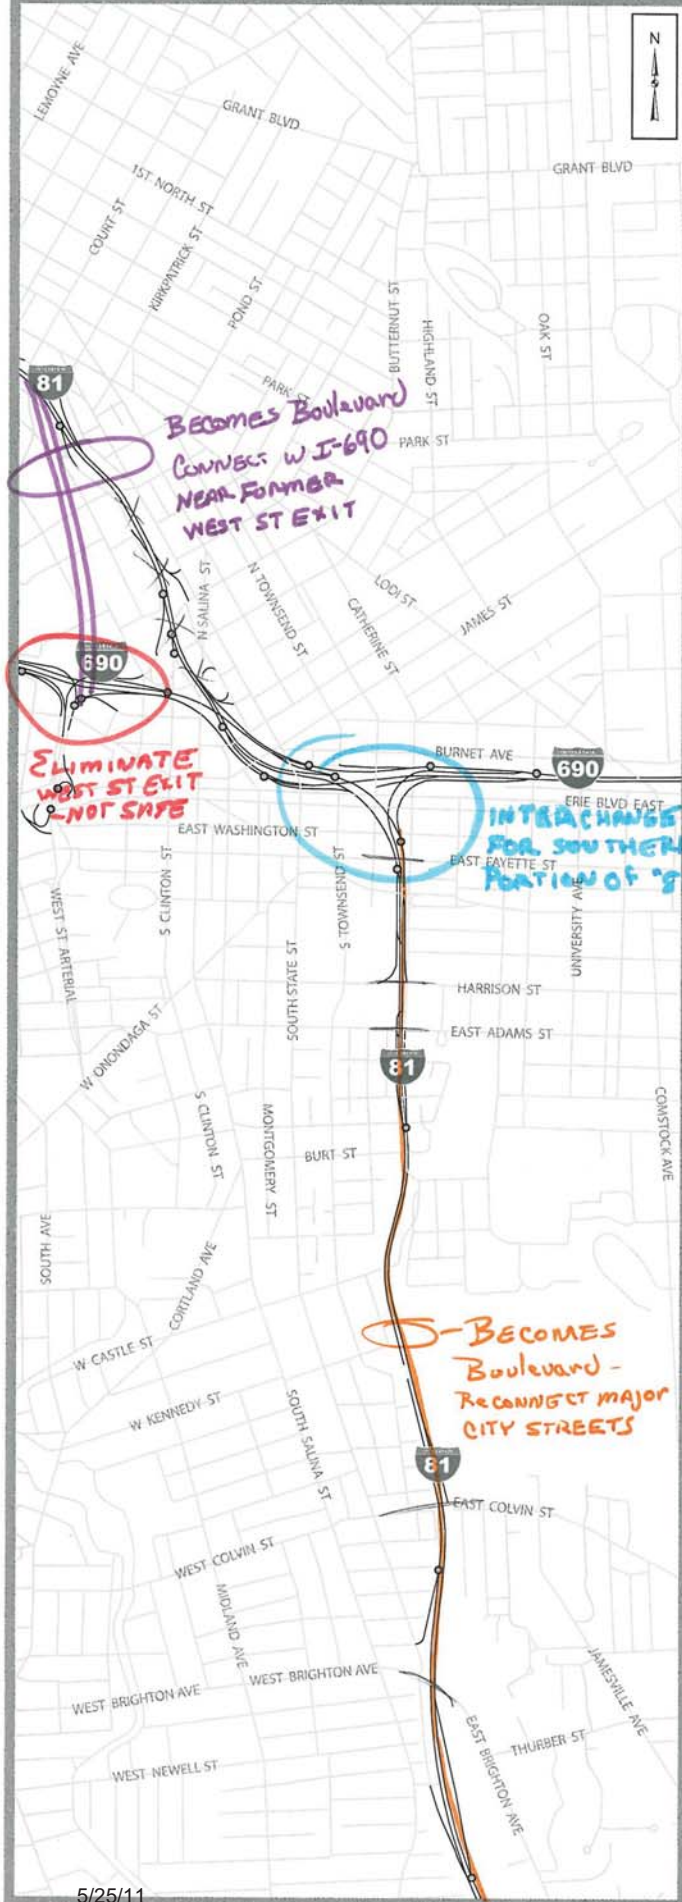 N
LEMOYNE AVE
GRANT BLVD
GRANT BLVD
1ST NORTH ST
COURT ST
KIRKPATRICK ST
POND ST
BUTTERNUT ST
HIGHLAND ST
OAK ST
81
PARK ST
PARK ST
BECOMES Boulevard
CONNECT W I-690
NEAR FORMER
WEST ST EXIT
N SALINA ST
N TOWNSEND ST
LODI ST
CATHERINE ST
JAMES ST
690
ELIMINATE
WEST ST EXIT
- NOT SAFE
BURNET AVE
690
ERIE BLVD EAST
EAST WASHINGTON ST
INTERCHANGE
FOR SOUTHERN
PORTION OF "8
EAST FAYETTE ST
WEST ST ARTERIAL
S CLINTON ST
S TOWNSEND ST
SOUTH STATE ST
UNIVERSITY AVE
HARRISON ST
EAST ADAMS ST
W ONONDAGA ST
81
S CLINTON ST
MONTGOMERY ST
BURT ST
COMSTOCK AVE
SOUTH AVE
CORTLAND AVE
W CASTLE ST
- BECOMES
Boulevard -
ReCONNECT MAJOR
CITY STREETS
W KENNEDY ST
SOUTH SALINA ST
81
EAST COLVIN ST
WEST COLVIN ST
MIDLAND AVE
WEST BRIGHTON AVE
WEST BRIGHTON AVE
JAMESVILLE AVE
EAST BRIGHTON AVE
THURBER ST
WEST NEWELL ST
5/25/11